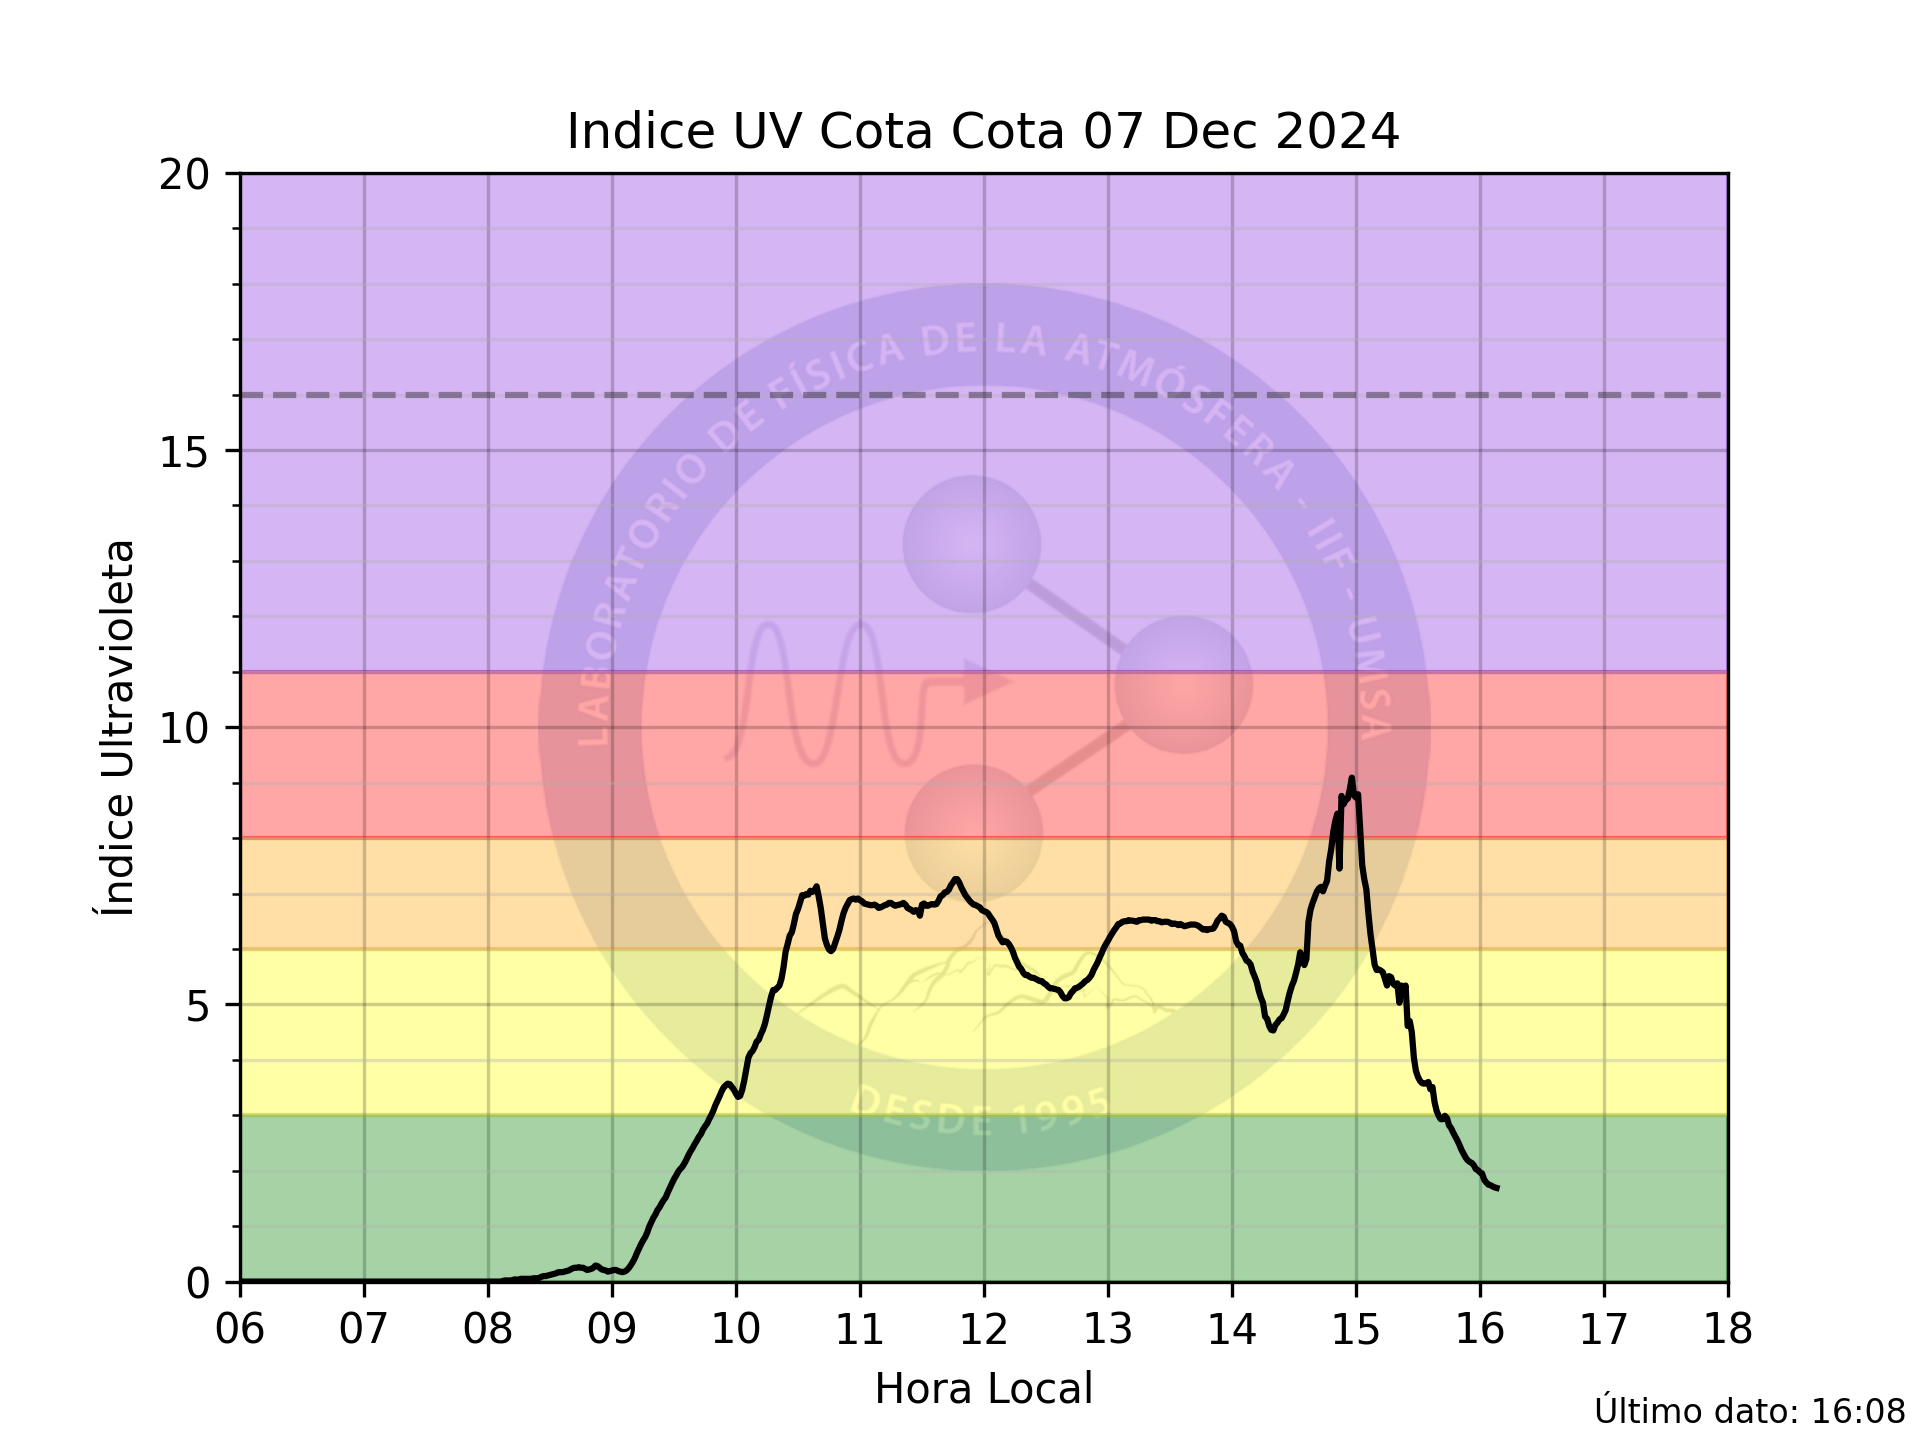 Indice UV Cota Cota 07 Dec 2024
20
15
10
5
0
Índice Ultravioleta
LABORATORIO DE FÍSICA DE LA ATMÓSFERA - IIF - UMSA
DESDE 1995
06 07 08 09 10 11 12 13 14 15 16 17 18
Hora Local
Último dato: 16:08